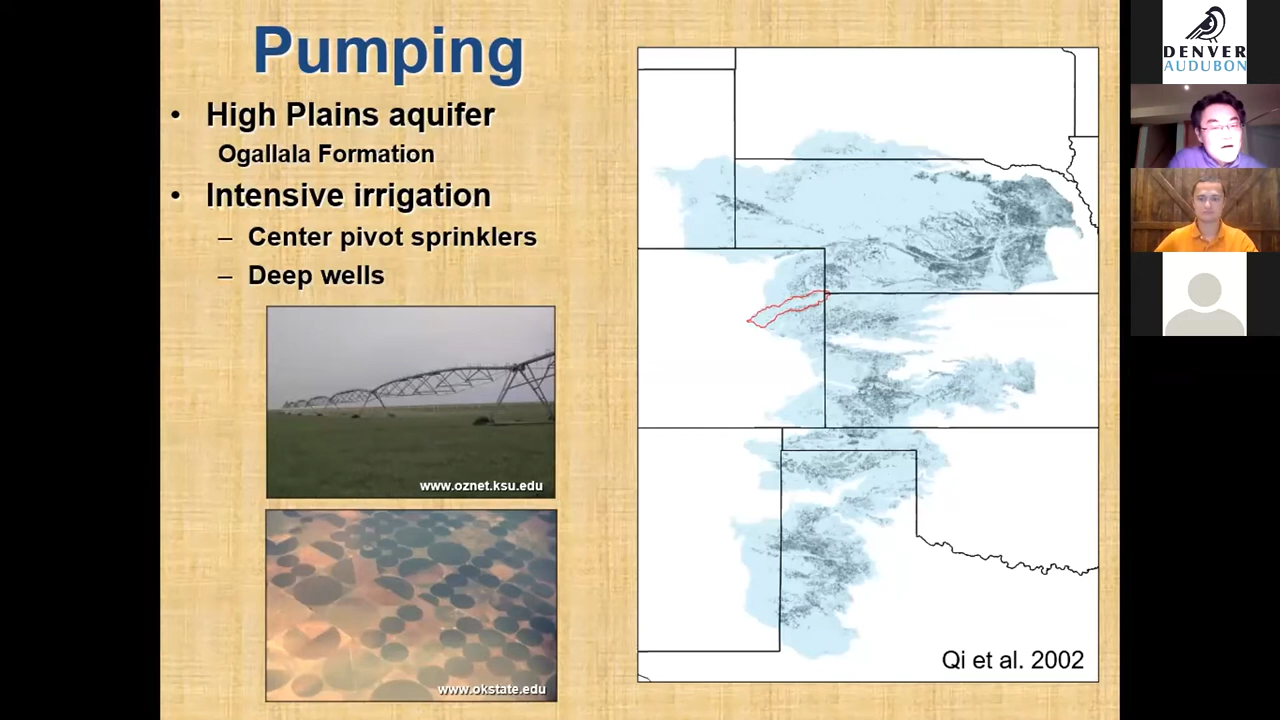 Pumping
• High Plains aquifer
Ogallala Formation
• Intensive irrigation
– Center pivot sprinklers
– Deep wells
www.oznet.ksu.edu
www.okstate.edu
Qi et al. 2002
DENVER
AUDUBON